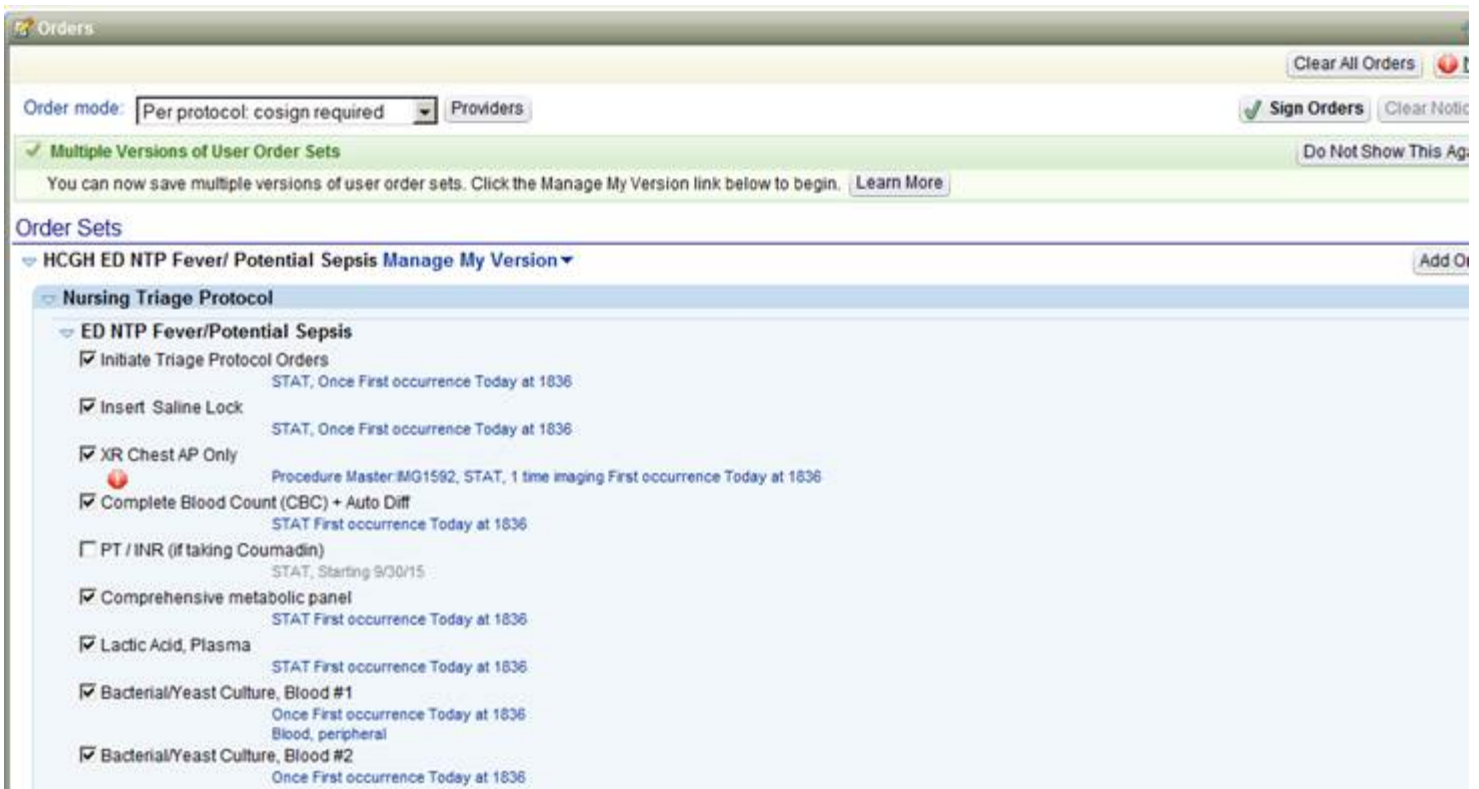 Orders
Clear All Orders
Order mode: Per protocol: cosign required Providers Sign Orders Clear Notic
Multiple Versions of User Order Sets Do Not Show This Aga
You can now save multiple versions of user order sets. Click the Manage My Version link below to begin. Learn More
Order Sets
HCGH ED NTP Fever/ Potential Sepsis Manage My Version Add Or
Nursing Triage Protocol
ED NTP Fever/Potential Sepsis
Initiate Triage Protocol Orders
STAT, Once First occurrence Today at 1836
Insert Saline Lock
STAT, Once First occurrence Today at 1836
XR Chest AP Only
Procedure Master:IMG1592, STAT, 1 time imaging First occurrence Today at 1836
Complete Blood Count (CBC) + Auto Diff
STAT First occurrence Today at 1836
PT / INR (if taking Coumadin)
STAT, Starting 9/30/15
Comprehensive metabolic panel
STAT First occurrence Today at 1836
Lactic Acid, Plasma
STAT First occurrence Today at 1836
Bacterial/Yeast Culture, Blood #1
Once First occurrence Today at 1836
Blood, peripheral
Bacterial/Yeast Culture, Blood #2
Once First occurrence Today at 1836